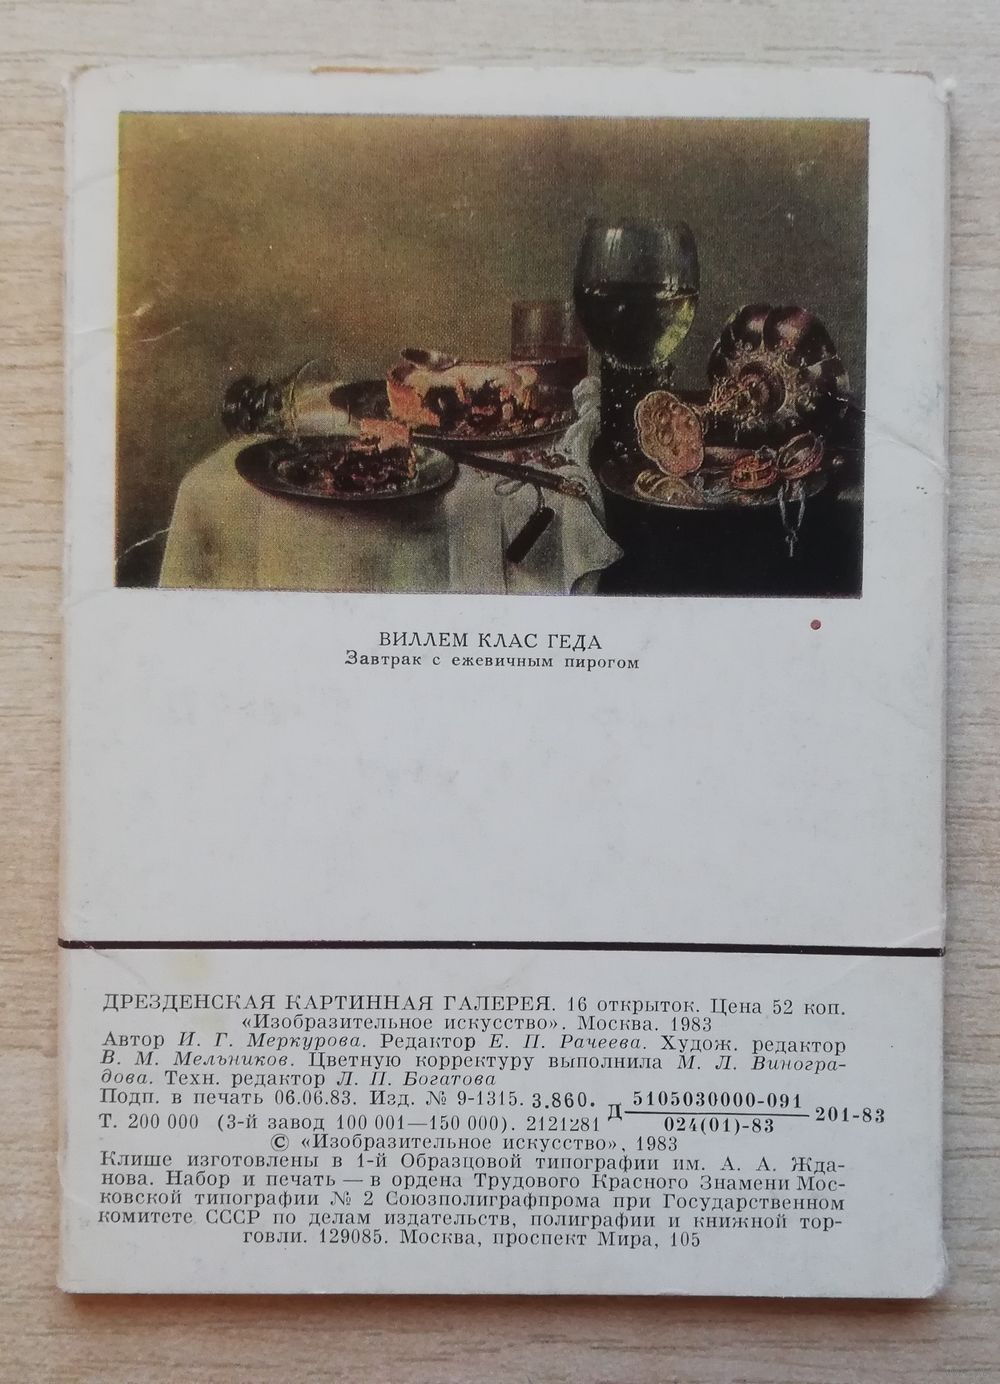 ВИЛЛЕМ КЛАС ГЕДА
Завтрак с ежевичным пирогом
ДРЕЗДЕНСКАЯ КАРТИННАЯ ГАЛЕРЕЯ. 16 открыток. Цена 52 коп.
«Изобразительное искусство». Москва. 1983
Автор И. Г. Меркурова. Редактор Е. П. Рачеева. Худож. редактор
В. М. Мельников. Цветную корректуру выполнила М. Л. Виногра-
дова. Техн. редактор Л. П. Богатова
Подп. в печать 06.06.83. Изд. № 9-1315. 3.860. Д 5105030000-091
Т. 200 000 (3-й завод 100 001—150 000). 2121281 024(01)-83 201-83
© «Изобразительное искусство», 1983
Клише изготовлены в 1-й Образцовой типографии им. А. А. Жда-
нова. Набор и печать — в ордена Трудового Красного Знамени Мос-
ковской типографии № 2 Союзполиграфпрома при Государственном
комитете СССР по делам издательств, полиграфии и книжной тор-
говли. 129085. Москва, проспект Мира, 105